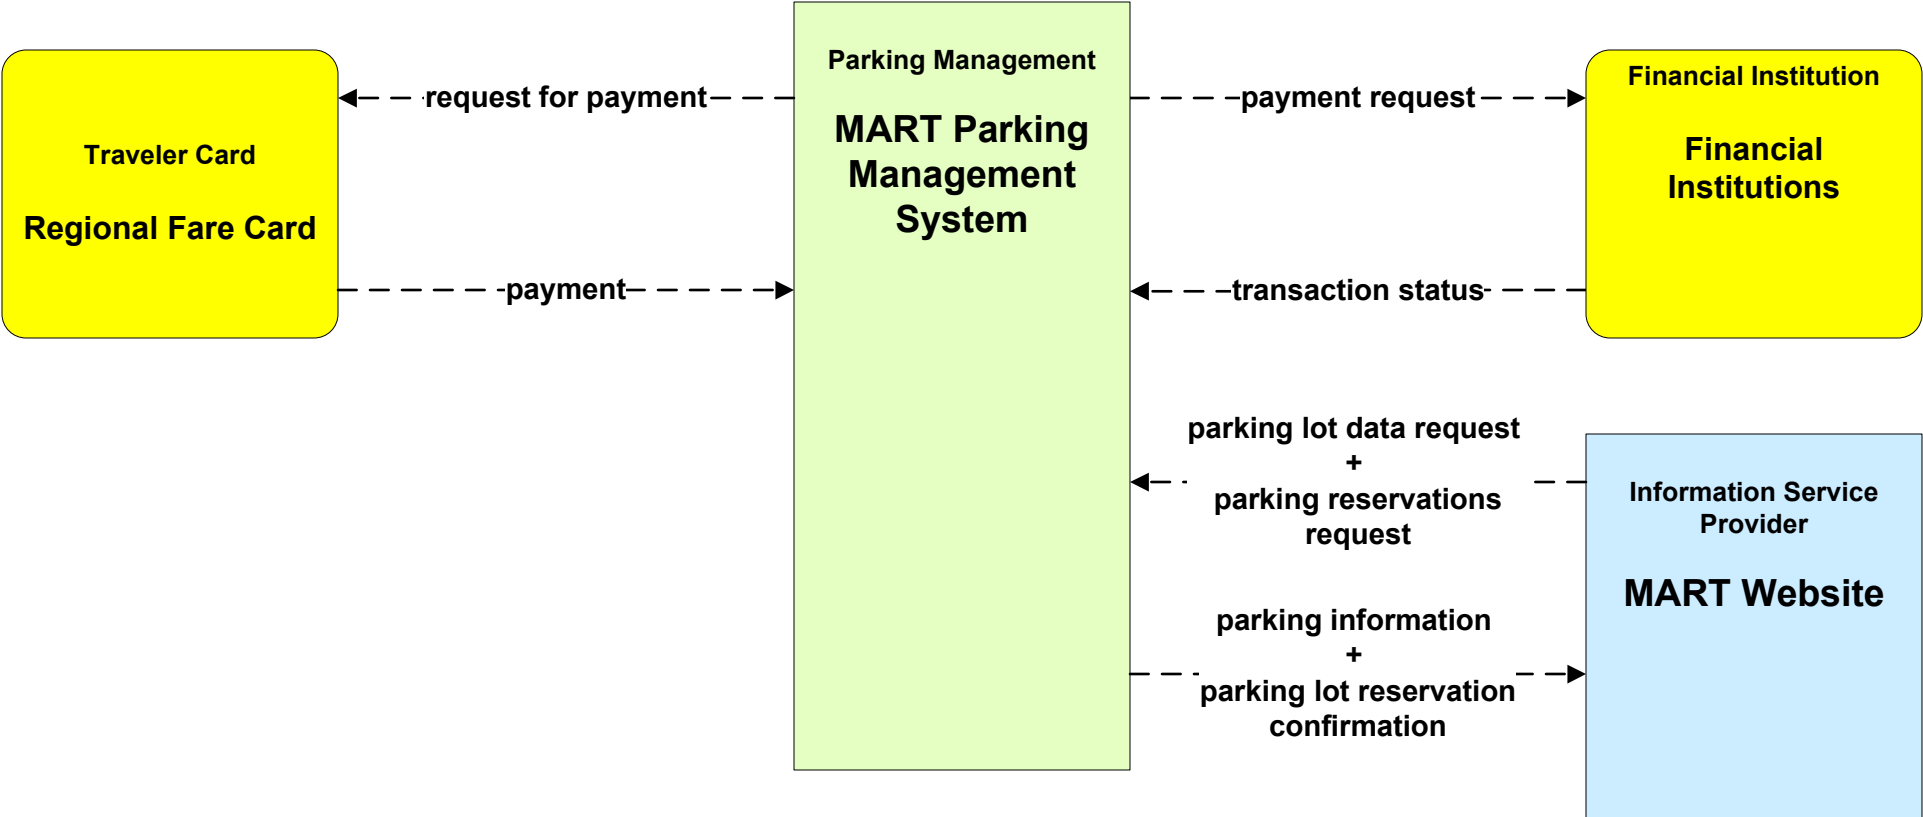 Traveler Card
Regional Fare Card
request for payment
payment
Parking Management
MART Parking
Management
System
payment request
transaction status
Financial Institution
Financial
Institutions
parking lot data request
+
parking reservations
request
parking information
+
parking lot reservation
confirmation
Information Service
Provider
MART Website